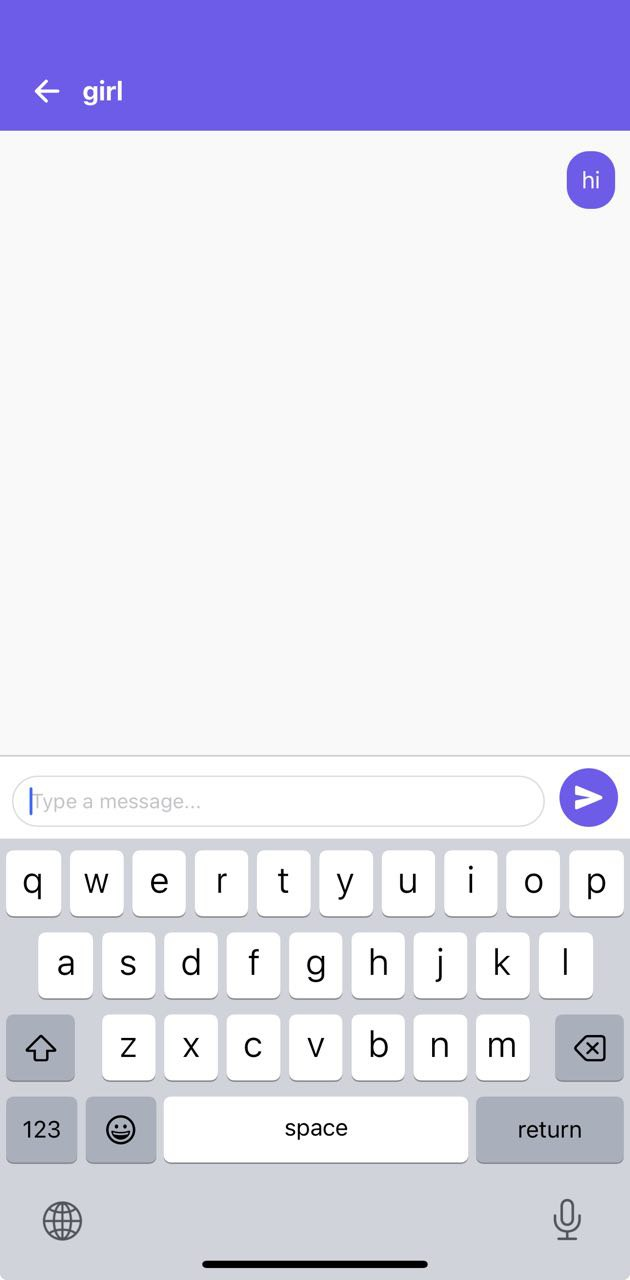 girl
hi
Type a message...
q w e r t y u i o p
a s d f g h j k l
z x c v b n m
123 space return